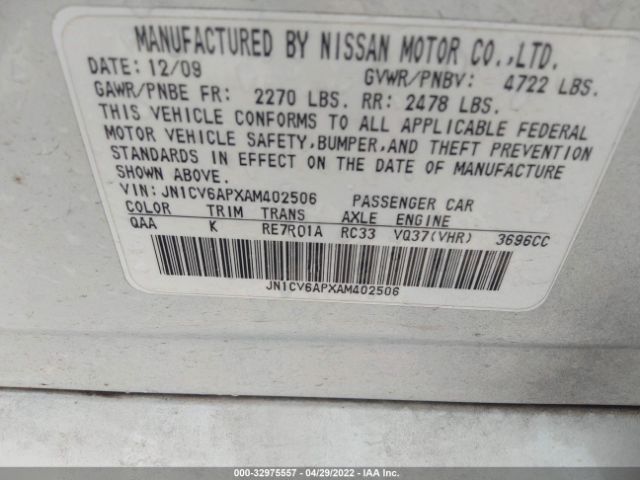 MANUFACTURED BY NISSAN MOTOR CO.,LTD.
DATE: 12/09 GVWR/PNBV: 4722 LBS.
GAWR/PNBE FR: 2270 LBS. RR: 2478 LBS.
THIS VEHICLE CONFORMS TO ALL APPLICABLE FEDERAL
MOTOR VEHICLE SAFETY,BUMPER,AND THEFT PREVENTION
STANDARDS IN EFFECT ON THE DATE OF MANUFACTURE
SHOWN ABOVE.
VIN: JN1CV6APXAM402506 PASSENGER CAR
COLOR TRIM TRANS AXLE ENGINE
QAA K RE7R01A RC33 VQ37(VHR) 3696CC
JN1CV6APXAM402506
000-32975557 - 04/29/2022 - IAA Inc.